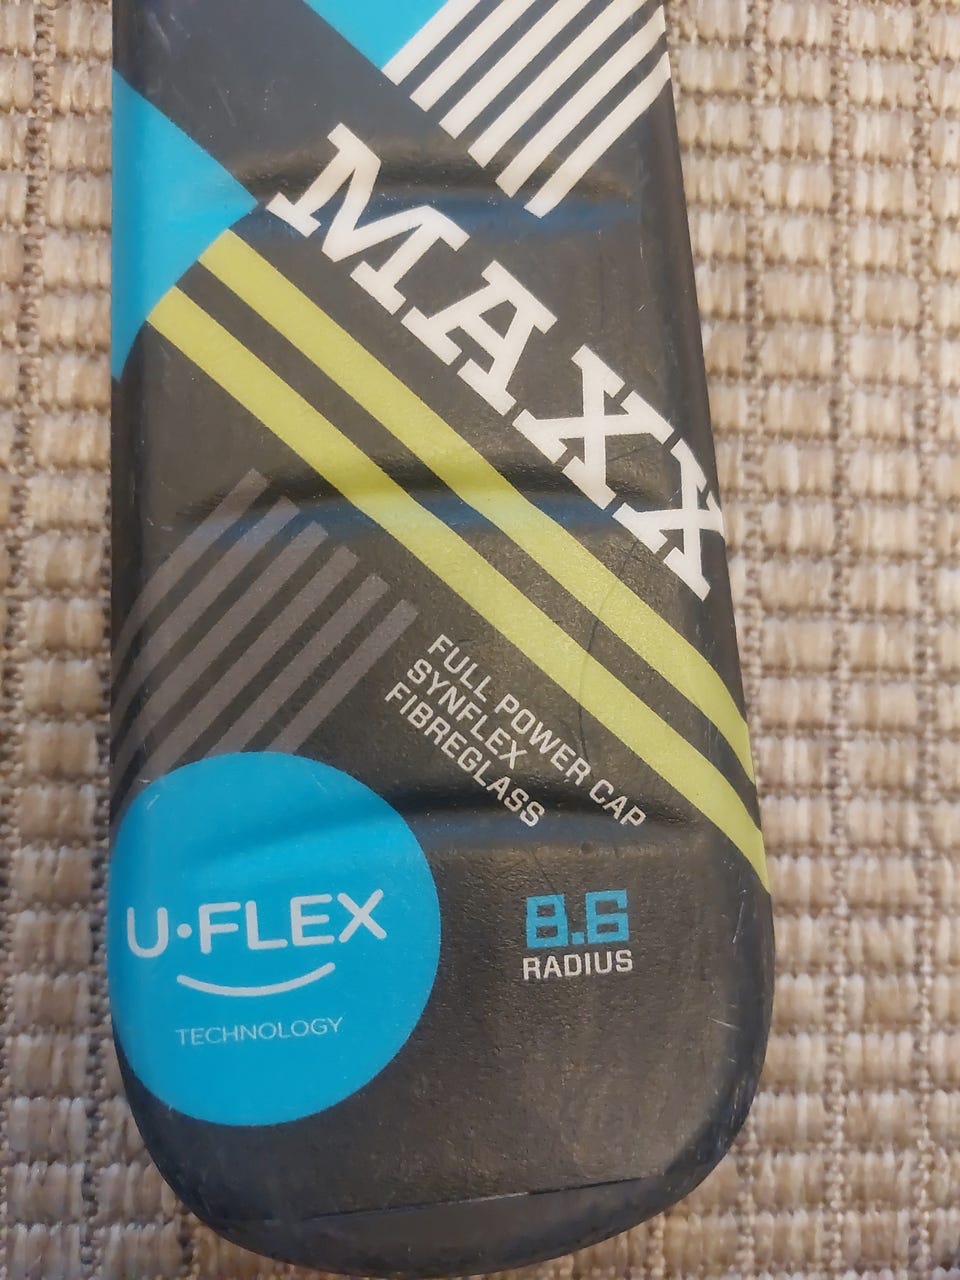 MAXX
FULL POWER CAP
SYNFLEX
FIBREGLASS
U•FLEX
TECHNOLOGY
8.6
RADIUS